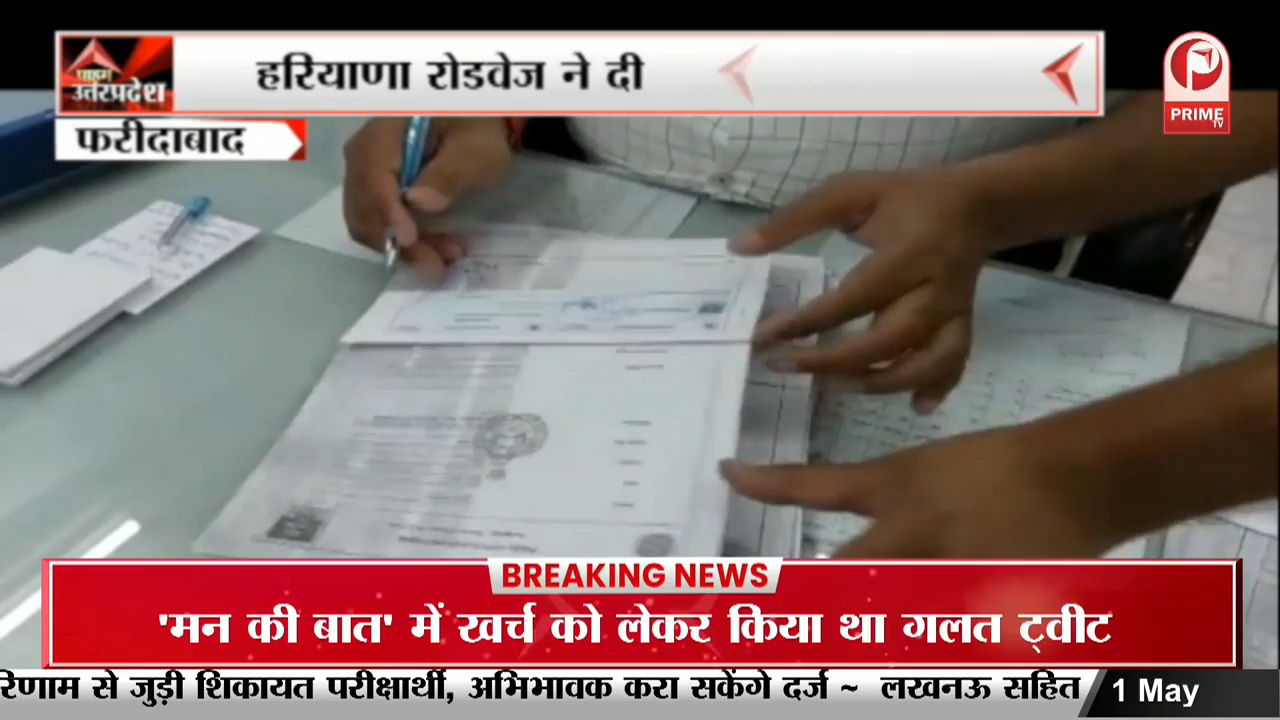 हरियाणा रोडवेज ने दी
प्राइम
उत्तरप्रदेश
PRIME
TV
फरीदाबाद
BREAKING NEWS
'मन की बात' में खर्च को लेकर किया था गलत ट्वीट
रिणाम से जुड़ी शिकायत परीक्षार्थी, अभिभावक करा सकेंगे दर्ज ~ लखनऊ सहित
1 May